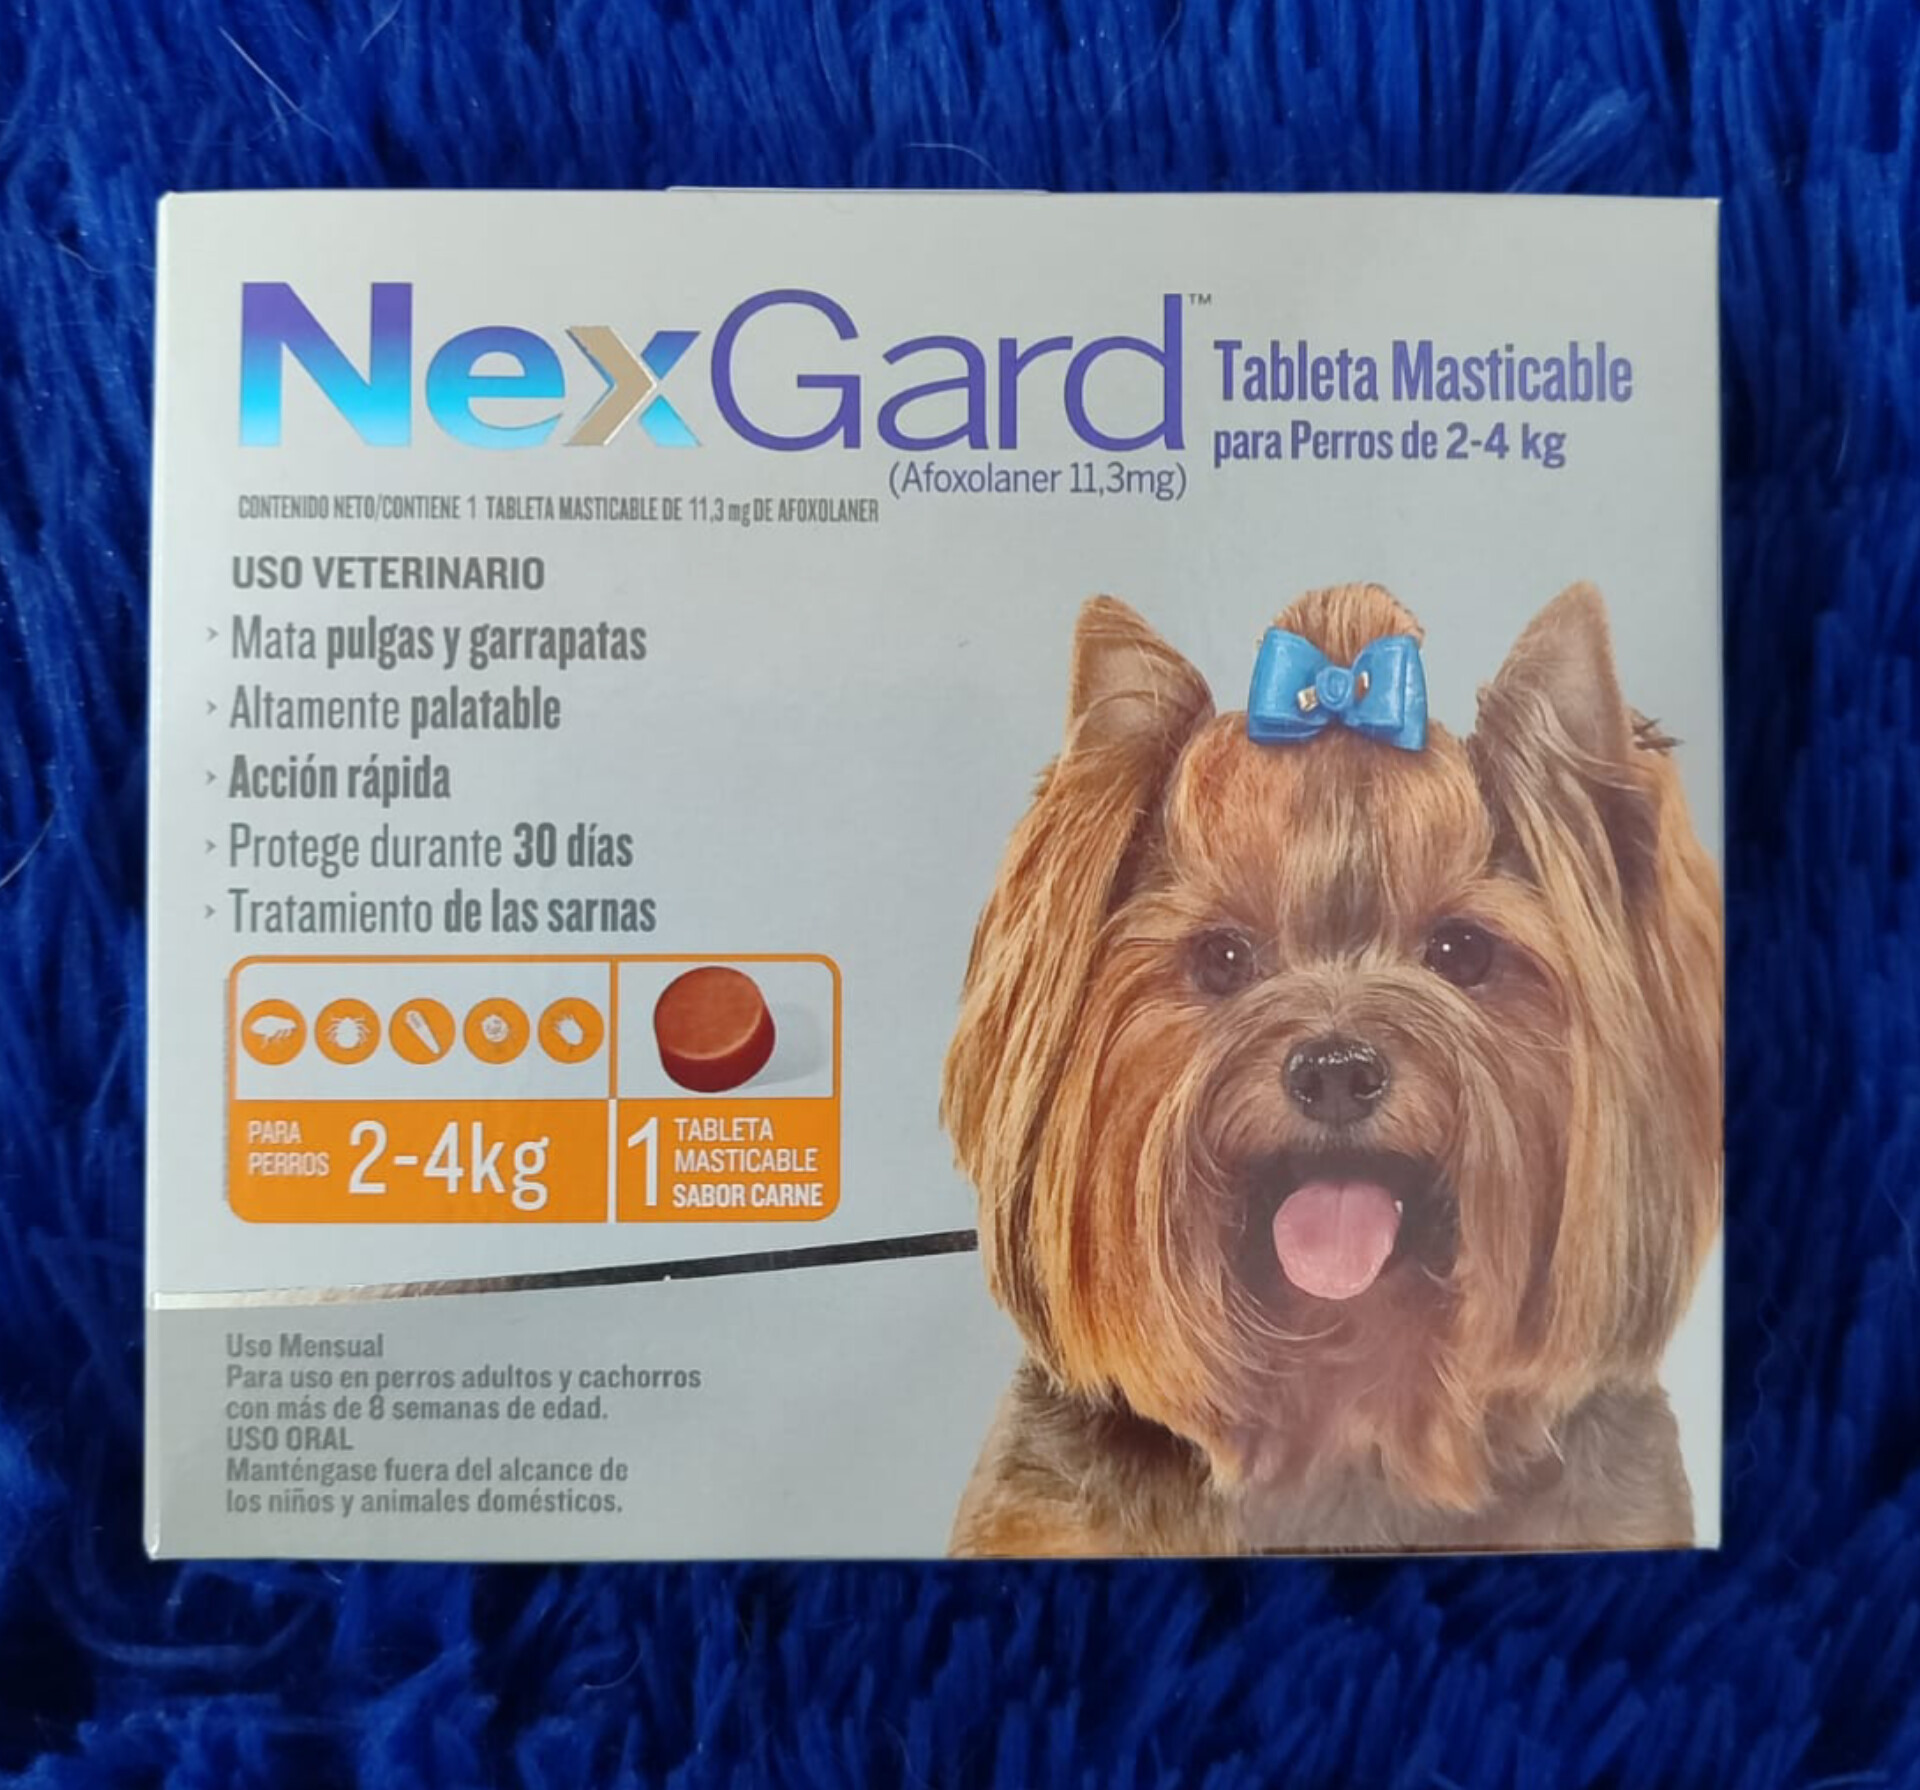 NexGard™
Tableta Masticable
para Perros de 2-4 kg
(Afoxolaner 11,3mg)
CONTENIDO NETO/CONTIENE 1 TABLETA MASTICABLE DE 11,3 mg DE AFOXOLANER
USO VETERINARIO
› Mata pulgas y garrapatas
› Altamente palatable
› Acción rápida
› Protege durante 30 días
› Tratamiento de las sarnas
PARA
PERROS
2-4kg
1
TABLETA
MASTICABLE
SABOR CARNE
Uso Mensual
Para uso en perros adultos y cachorros
con más de 8 semanas de edad.
USO ORAL
Manténgase fuera del alcance de
los niños y animales domésticos.